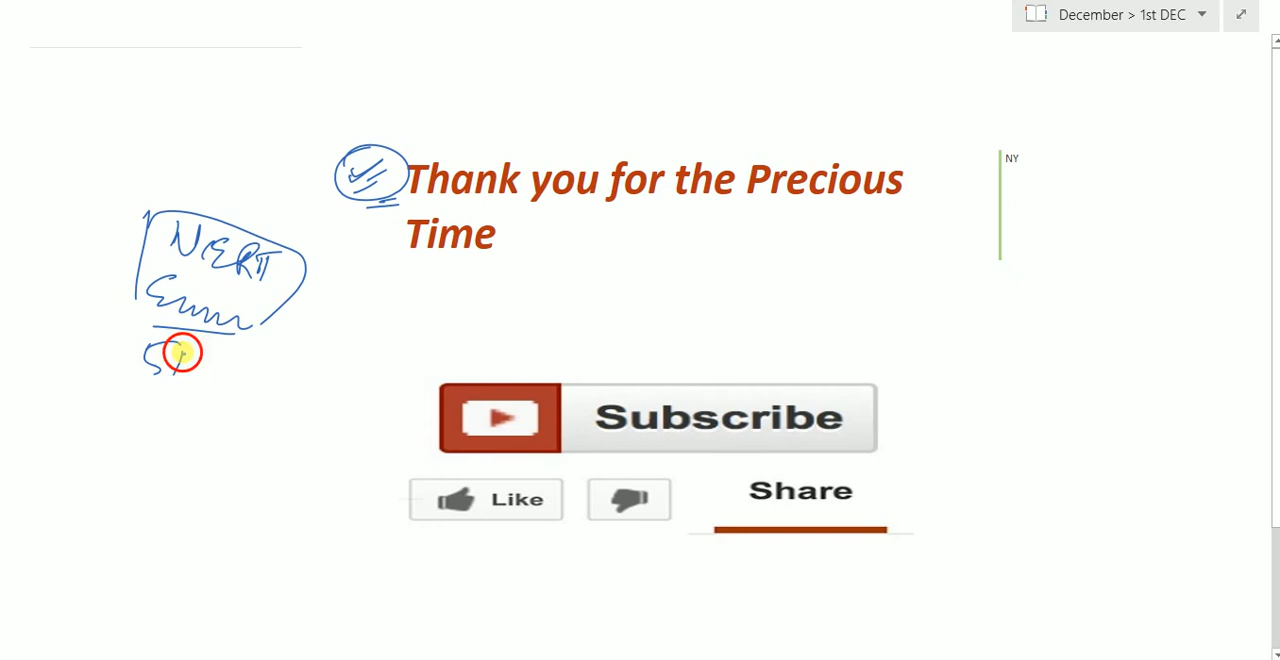 December > 1st DEC
Thank you for the Precious
Time
NY
NCERT
Subscribe
Like
Share